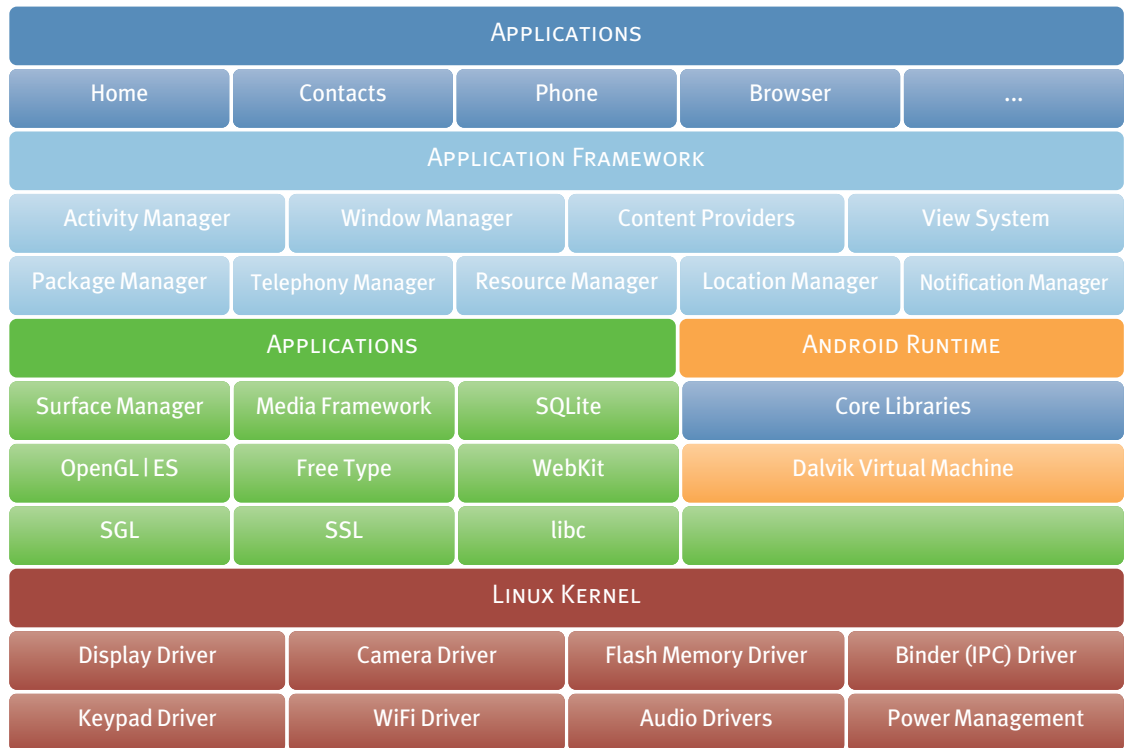 APPLICATIONS
Home Contacts Phone Browser ...
APPLICATION FRAMEWORK
Activity Manager Window Manager Content Providers View System
Package Manager Telephony Manager Resource Manager Location Manager Notification Manager
APPLICATIONS ANDROID RUNTIME
Surface Manager Media Framework SQLite Core Libraries
OpenGL|ES Free Type WebKit Dalvik Virtual Machine
SGL SSL libc
LINUX KERNEL
Display Driver Camera Driver Flash Memory Driver Binder (IPC) Driver
Keypad Driver WiFi Driver Audio Drivers Power Management